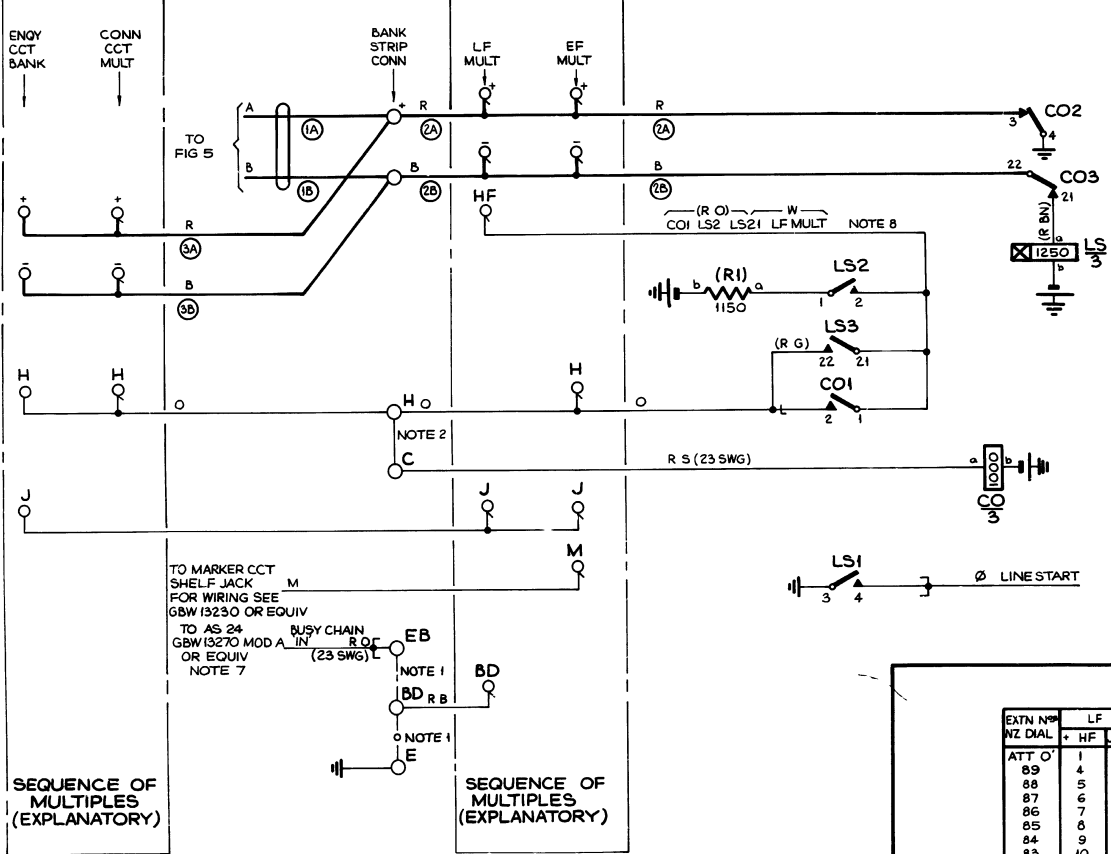 ENQY
CCT
BANK
CONN
CCT
MULT
BANK
STRIP
CONN
LF
MULT
EF
MULT
TO
FIG 5
A
B
1A
1B
+
R
2A
B
2B
+
+
-
-
R
2A
B
2B
3
CO2
4
22
CO3
21
(R BN)
a
1250
b
LS
3
HF
(R O) W
CO1 LS2 LS21 LF MULT NOTE 8
+
+
R
3A
-
-
B
3B
b
(R1)
a
1150
LS2
1
2
LS3
(R G)
22
21
CO1
2
1
H
H
O
H O
H
O
NOTE 2
C
R S (23 SWG)
a
1000
b
CO
3
J
J
J
M
TO MARKER CCT
SHELF JACK M
FOR WIRING SEE
GBW 13230 OR EQUIV
TO AS 24 BUSY CHAIN
GBW 13270 MOD A IN R O
OR EQUIV (23 SWG)
NOTE 7
EB
NOTE 1
BD R B
BD
NOTE 1
E
LS1
3
4
Ø LINE START
SEQUENCE OF
MULTIPLES
(EXPLANATORY)
SEQUENCE OF
MULTIPLES
(EXPLANATORY)
EXTN Nos LF
NZ DIAL + HF
ATT O' 1
89 4
88 5
87 6
86 7
85 8
84 9
83 10